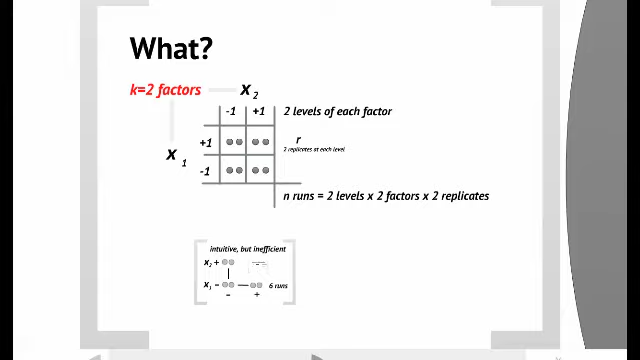 What?
k=2 factors
x 2
-1 +1
2 levels of each factor
+1
r
2 replicates at each level
x 1
-1
n runs = 2 levels x 2 factors x 2 replicates
intuitive, but inefficient
x2 +
x1 –
6 runs
– +